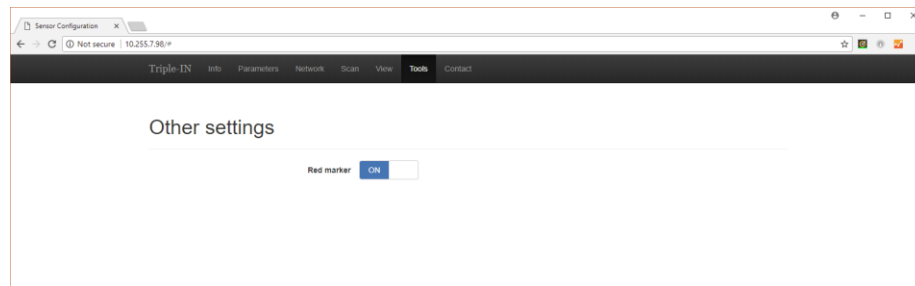 Sensor Configuration
Not secure | 10.255.7.98/#
Triple-IN Info Parameters Network Scan View Tools Contact
Other settings
Red marker ON